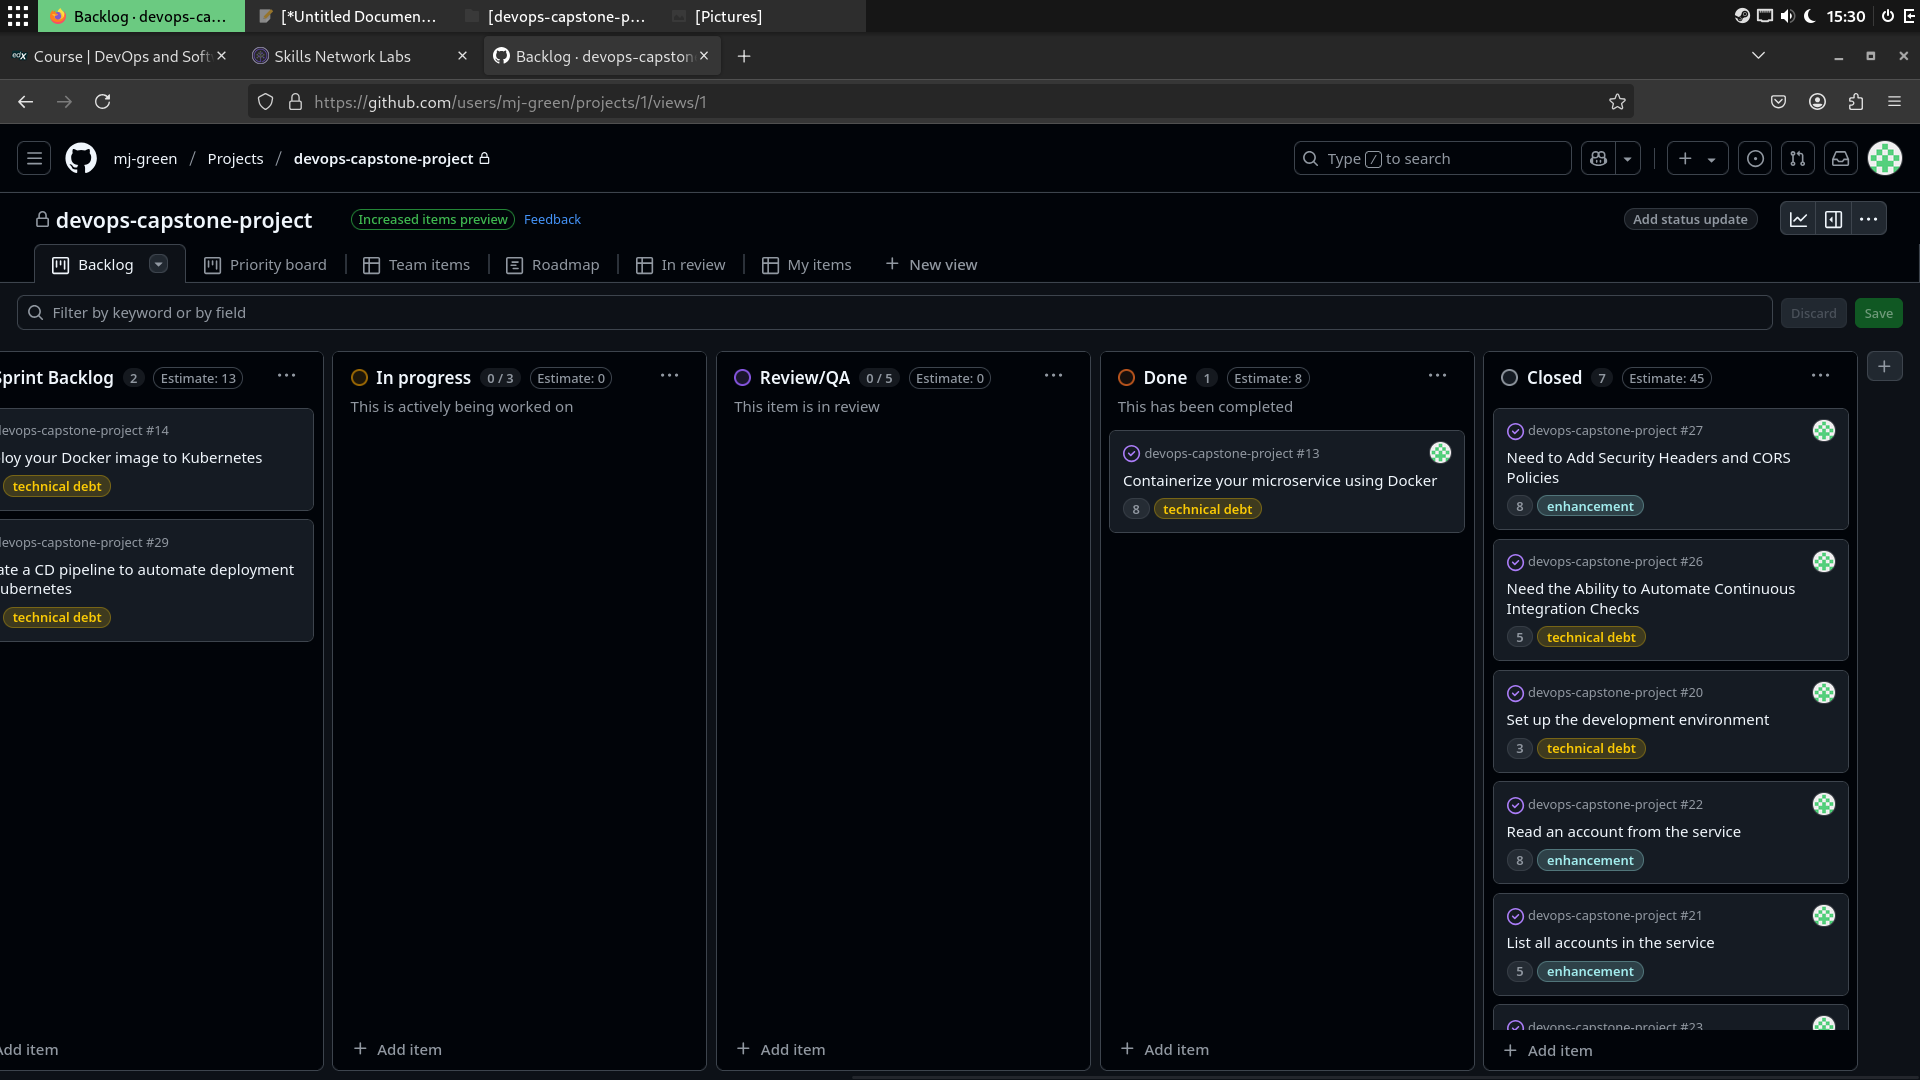 Backlog · devops-ca...
[*Untitled Documen...
[devops-capstone-p...
[Pictures]
15:30
edX
Course | DevOps and Soft
Skills Network Labs
Backlog · devops-capston
https://github.com/users/mj-green/projects/1/views/1
mj-green / Projects / devops-capstone-project
Type / to search
devops-capstone-project
Increased items preview
Feedback
Add status update
Backlog
Priority board
Team items
Roadmap
In review
My items
New view
Filter by keyword or by field
Discard
Save
print Backlog 2 Estimate: 13
evops-capstone-project #14
loy your Docker image to Kubernetes
technical debt
evops-capstone-project #29
ate a CD pipeline to automate deployment
ubernetes
technical debt
Add item
In progress 0 / 3 Estimate: 0
This is actively being worked on
Add item
Review/QA 0 / 5 Estimate: 0
This item is in review
Add item
Done 1 Estimate: 8
This has been completed
devops-capstone-project #13
Containerize your microservice using Docker
8 technical debt
Add item
Closed 7 Estimate: 45
devops-capstone-project #27
Need to Add Security Headers and CORS
Policies
8 enhancement
devops-capstone-project #26
Need the Ability to Automate Continuous
Integration Checks
5 technical debt
devops-capstone-project #20
Set up the development environment
3 technical debt
devops-capstone-project #22
Read an account from the service
8 enhancement
devops-capstone-project #21
List all accounts in the service
5 enhancement
devops-capstone-project #23
Add item